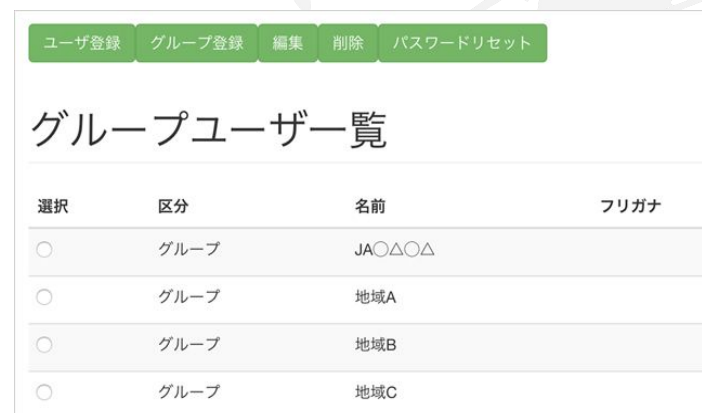 ユーザ登録 グループ登録 編集 削除 パスワードリセット
グループユーザ一覧
選択 区分 名前 フリガナ
グループ JA○△○△
グループ 地域A
グループ 地域B
グループ 地域C